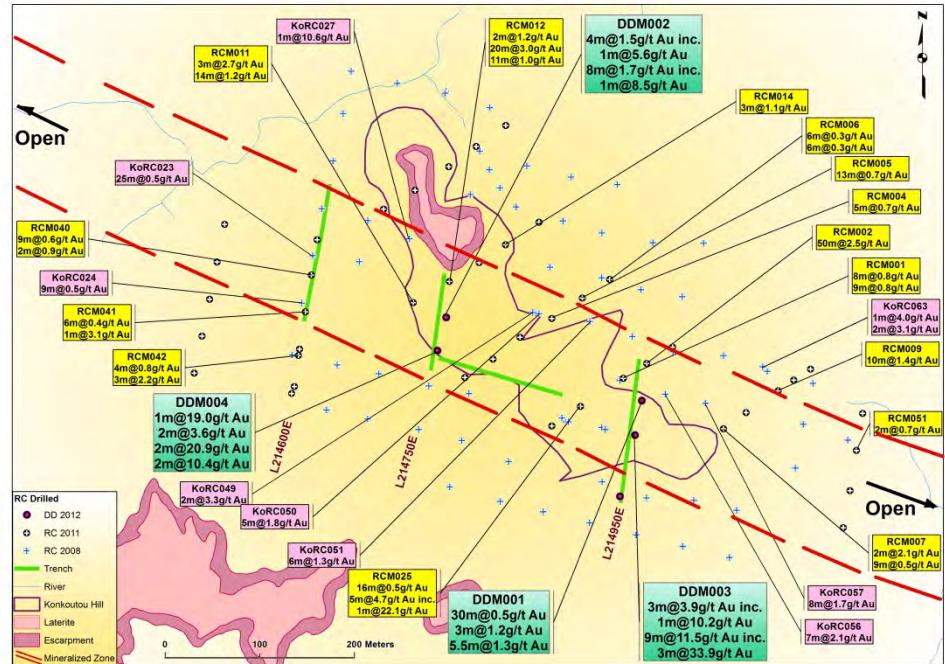 KoRC027
1m@10.6g/t Au
RCM011
3m@2.7g/t Au
14m@1.2g/t Au
RCM012
2m@1.2g/t Au
20m@3.0g/t Au
11m@1.0g/t Au
DDM002
4m@1.5g/t Au inc.
1m@5.6g/t Au
8m@1.7g/t Au inc.
1m@8.5g/t Au
Z
RCM014
3m@1.1g/t Au
RCM006
6m@0.3g/t Au
6m@0.3g/t Au
RCM005
13m@0.7g/t Au
RCM004
5m@0.7g/t Au
RCM002
50m@2.5g/t Au
RCM001
8m@0.8g/t Au
9m@0.8g/t Au
KoRC063
1m@4.0g/t Au
2m@3.1g/t Au
RCM009
10m@1.4g/t Au
RCM051
2m@0.7g/t Au
Open
RCM007
2m@2.1g/t Au
9m@0.5g/t Au
KoRC057
8m@1.7g/t Au
KoRC056
7m@2.1g/t Au
Open
KoRC023
25m@0.5g/t Au
RCM040
9m@0.6g/t Au
2m@0.9g/t Au
KoRC024
9m@0.5g/t Au
RCM041
6m@0.4g/t Au
1m@3.1g/t Au
RCM042
4m@0.8g/t Au
3m@2.2g/t Au
DDM004
1m@19.0g/t Au
2m@3.6g/t Au
2m@20.9g/t Au
2m@10.4g/t Au
L214600E
L214750E
L214950E
KoRC049
2m@3.3g/t Au
KoRC050
5m@1.8g/t Au
KoRC051
6m@1.3g/t Au
RCM025
16m@0.5g/t Au
5m@4.7g/t Au inc.
1m@22.1g/t Au
DDM001
30m@0.5g/t Au
3m@1.2g/t Au
5.5m@1.3g/t Au
DDM003
3m@3.9g/t Au inc.
1m@10.2g/t Au
9m@11.5g/t Au inc.
3m@33.9g/t Au
RC Drilled
DD 2012
RC 2011
RC 2008
Trench
River
Konkoutou Hill
Laterite
Escarpment
Mineralized Zone
0 100 200 Meters